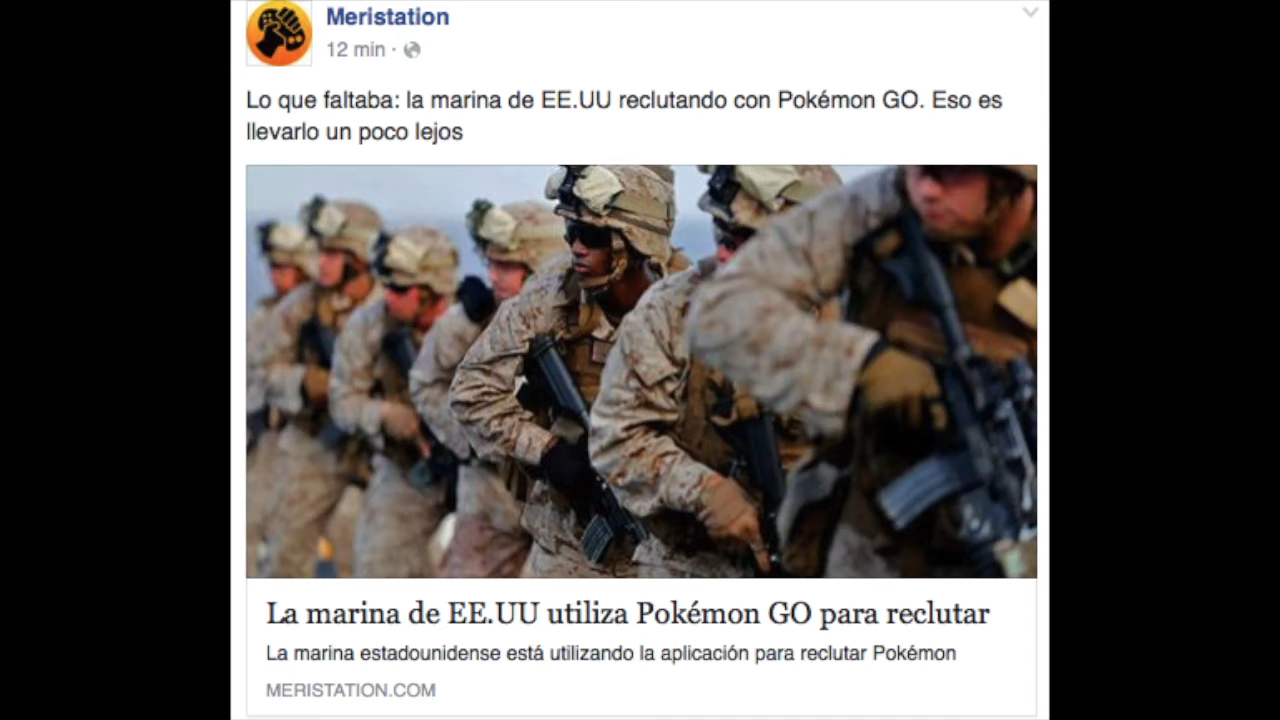 Meristation
12 min ·
Lo que faltaba: la marina de EE.UU reclutando con Pokémon GO. Eso es
llevarlo un poco lejos
La marina de EE.UU utiliza Pokémon GO para reclutar
La marina estadounidense está utilizando la aplicación para reclutar Pokémon
MERISTATION.COM